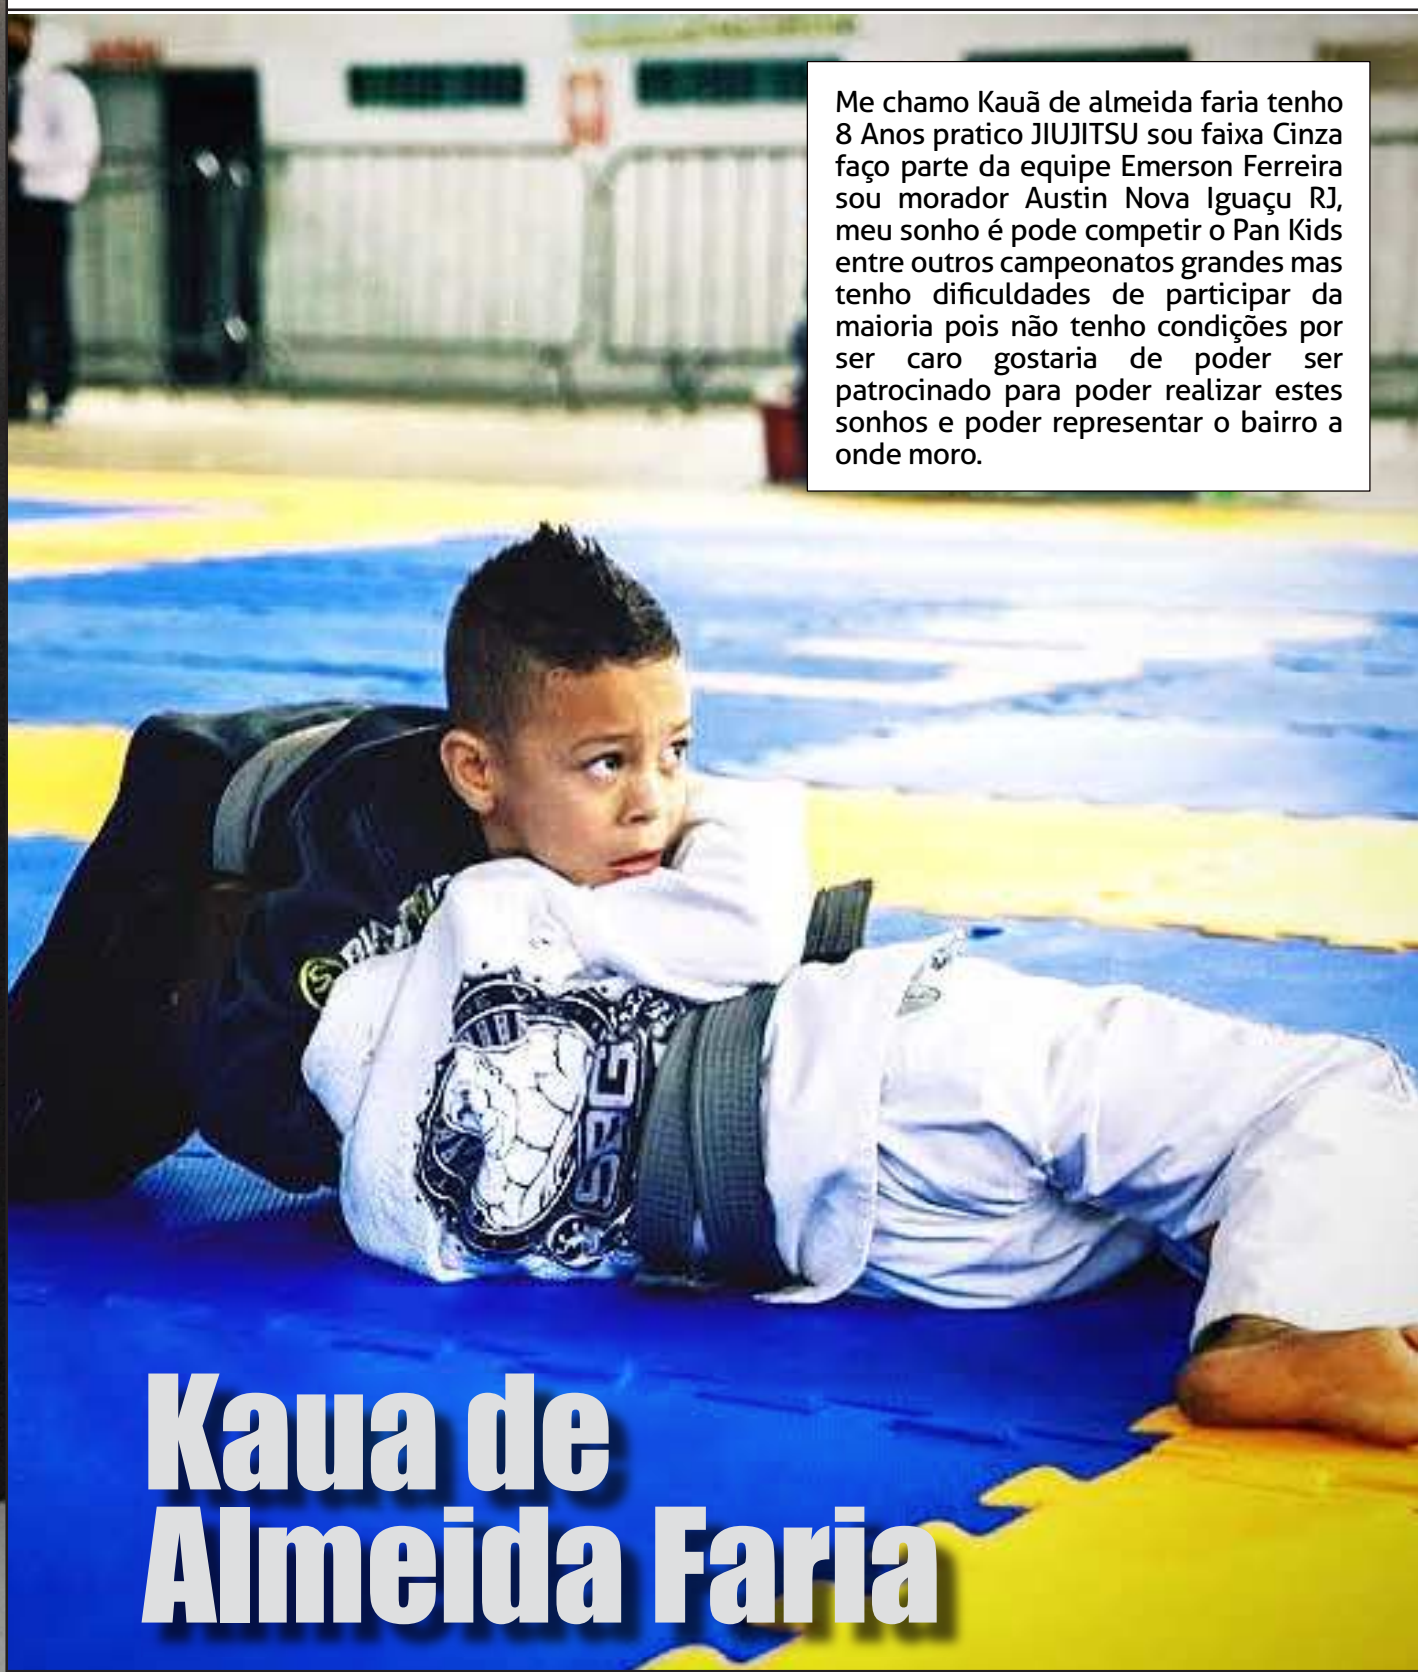 Me chamo Kauã de almeida faria tenho
8 Anos pratico JIUJITSU sou faixa Cinza
faço parte da equipe Emerson Ferreira
sou morador Austin Nova Iguaçu RJ,
meu sonho é pode competir o Pan Kids
entre outros campeonatos grandes mas
tenho dificuldades de participar da
maioria pois não tenho condições por
ser caro gostaria de poder ser
patrocinado para poder realizar estes
sonhos e poder representar o bairro a
onde moro.
SRG
Kaua de
Almeida Faria